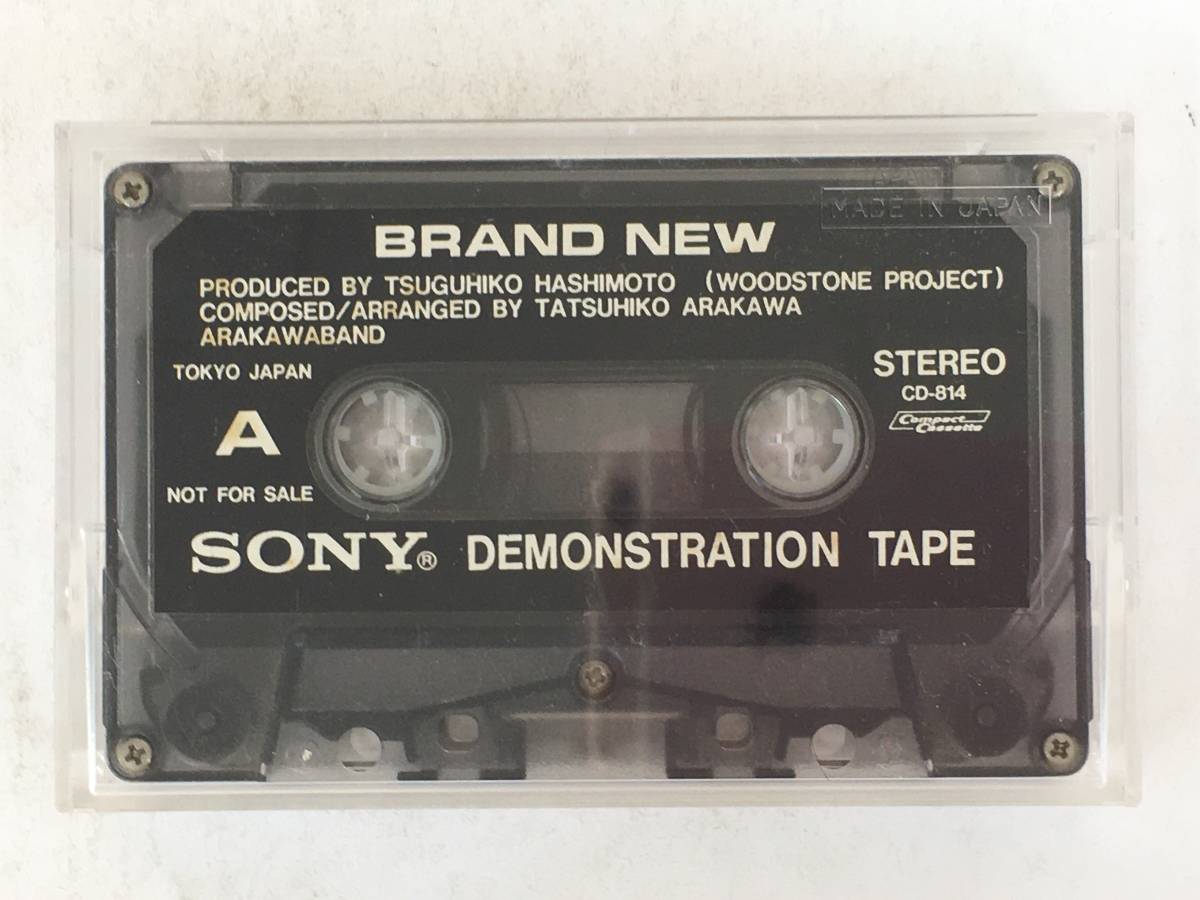 MADE IN JAPAN
BRAND NEW
PRODUCED BY TSUGUHIKO HASHIMOTO (WOODSTONE PROJECT)
COMPOSED/ARRANGED BY TATSUHIKO ARAKAWA
ARAKAWABAND
TOKYO JAPAN
STEREO
CD-814
A
Compact
Cassette
NOT FOR SALE
SONY® DEMONSTRATION TAPE